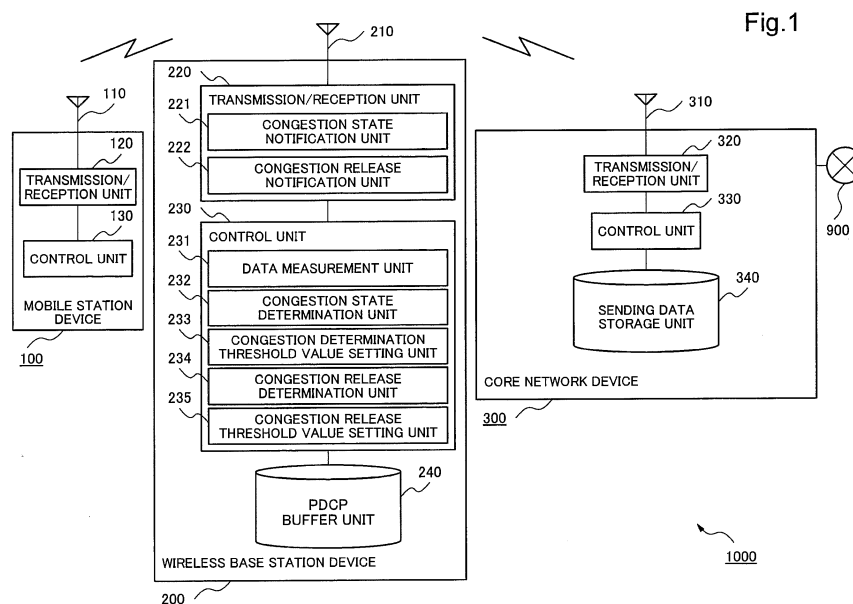 Fig.1
210
220
TRANSMISSION/RECEPTION UNIT
221
CONGESTION STATE
NOTIFICATION UNIT
222
CONGESTION RELEASE
NOTIFICATION UNIT
230
CONTROL UNIT
231
DATA MEASUREMENT UNIT
232
CONGESTION STATE
DETERMINATION UNIT
233
CONGESTION DETERMINATION
THRESHOLD VALUE SETTING UNIT
234
CONGESTION RELEASE
DETERMINATION UNIT
235
CONGESTION RELEASE
THRESHOLD VALUE SETTING UNIT
240
PDCP
BUFFER UNIT
WIRELESS BASE STATION DEVICE
200
110
120
TRANSMISSION/
RECEPTION UNIT
130
CONTROL UNIT
MOBILE STATION
DEVICE
100
310
320
TRANSMISSION/
RECEPTION UNIT
330
CONTROL UNIT
340
SENDING DATA
STORAGE UNIT
CORE NETWORK DEVICE
300
900
1000